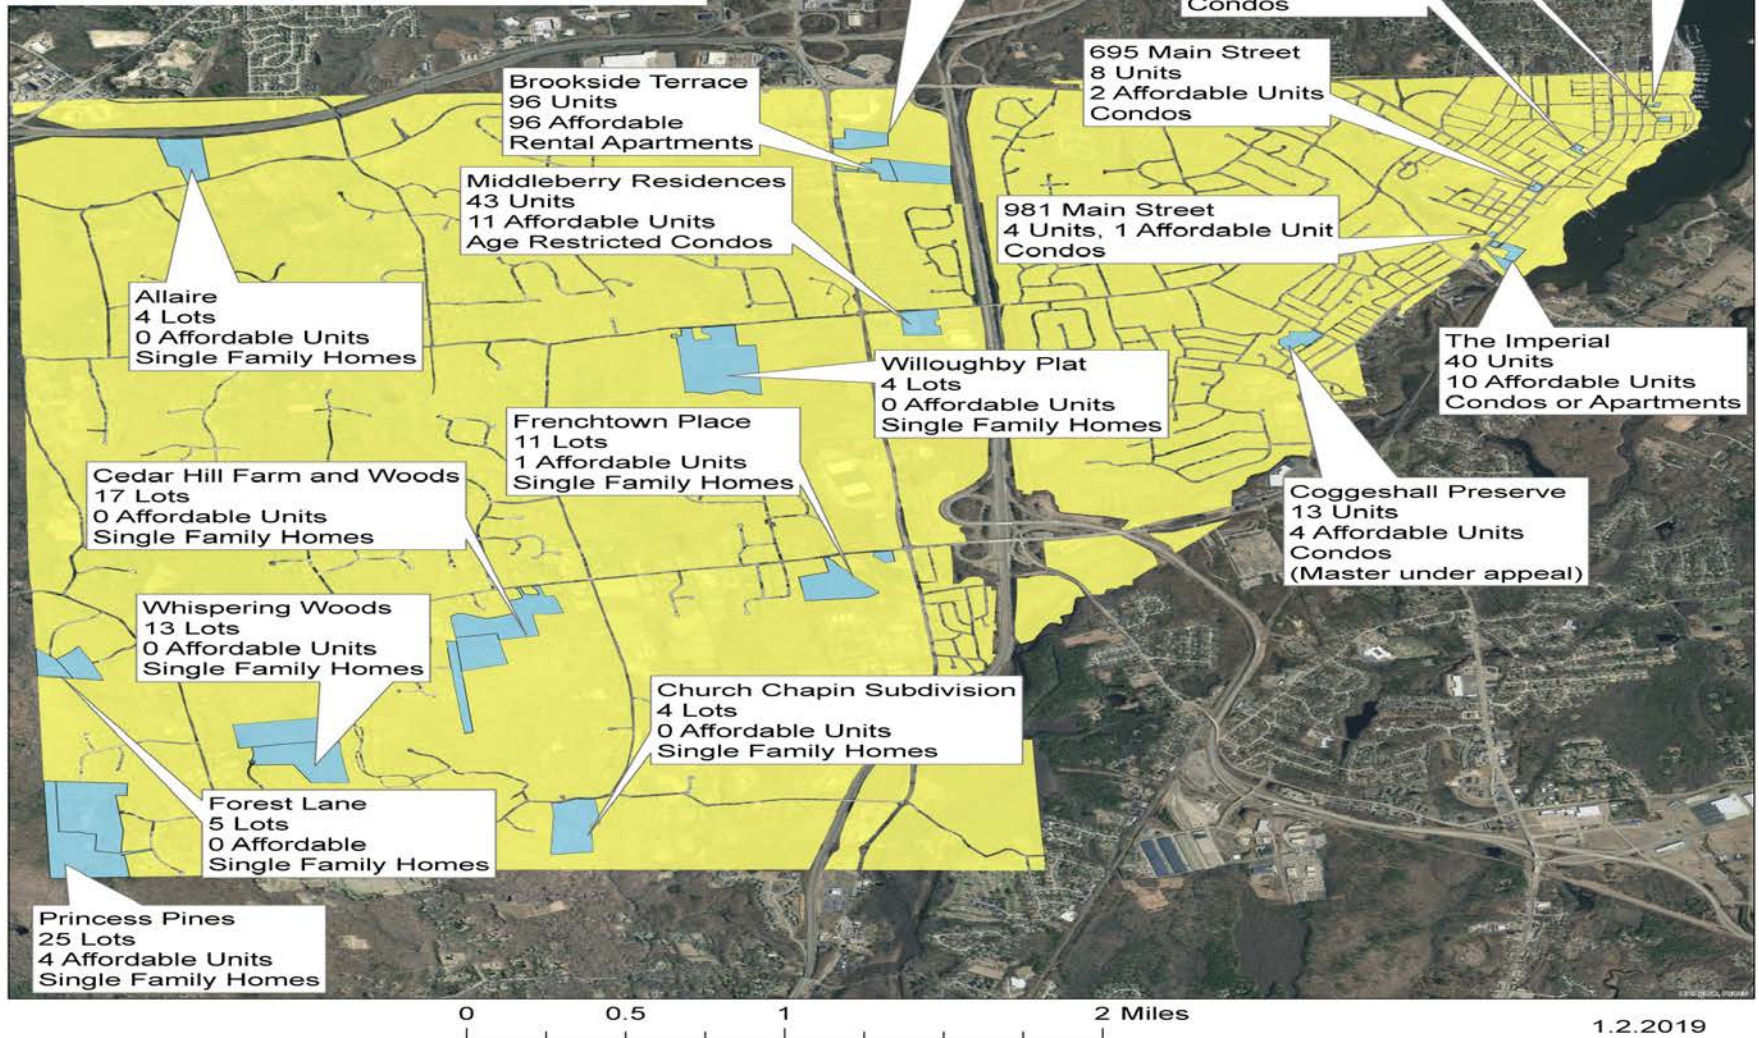 Condos
695 Main Street
8 Units
2 Affordable Units
Condos
Brookside Terrace
96 Units
96 Affordable
Rental Apartments
Middleberry Residences
43 Units
11 Affordable Units
Age Restricted Condos
981 Main Street
4 Units, 1 Affordable Unit
Condos
Allaire
4 Lots
0 Affordable Units
Single Family Homes
The Imperial
40 Units
10 Affordable Units
Condos or Apartments
Willoughby Plat
4 Lots
0 Affordable Units
Single Family Homes
Frenchtown Place
11 Lots
1 Affordable Units
Single Family Homes
Cedar Hill Farm and Woods
17 Lots
0 Affordable Units
Single Family Homes
Coggeshall Preserve
13 Units
4 Affordable Units
Condos
(Master under appeal)
Whispering Woods
13 Lots
0 Affordable Units
Single Family Homes
Church Chapin Subdivision
4 Lots
0 Affordable Units
Single Family Homes
Forest Lane
5 Lots
0 Affordable
Single Family Homes
Princess Pines
25 Lots
4 Affordable Units
Single Family Homes
0 0.5 1 2 Miles
1.2.2019